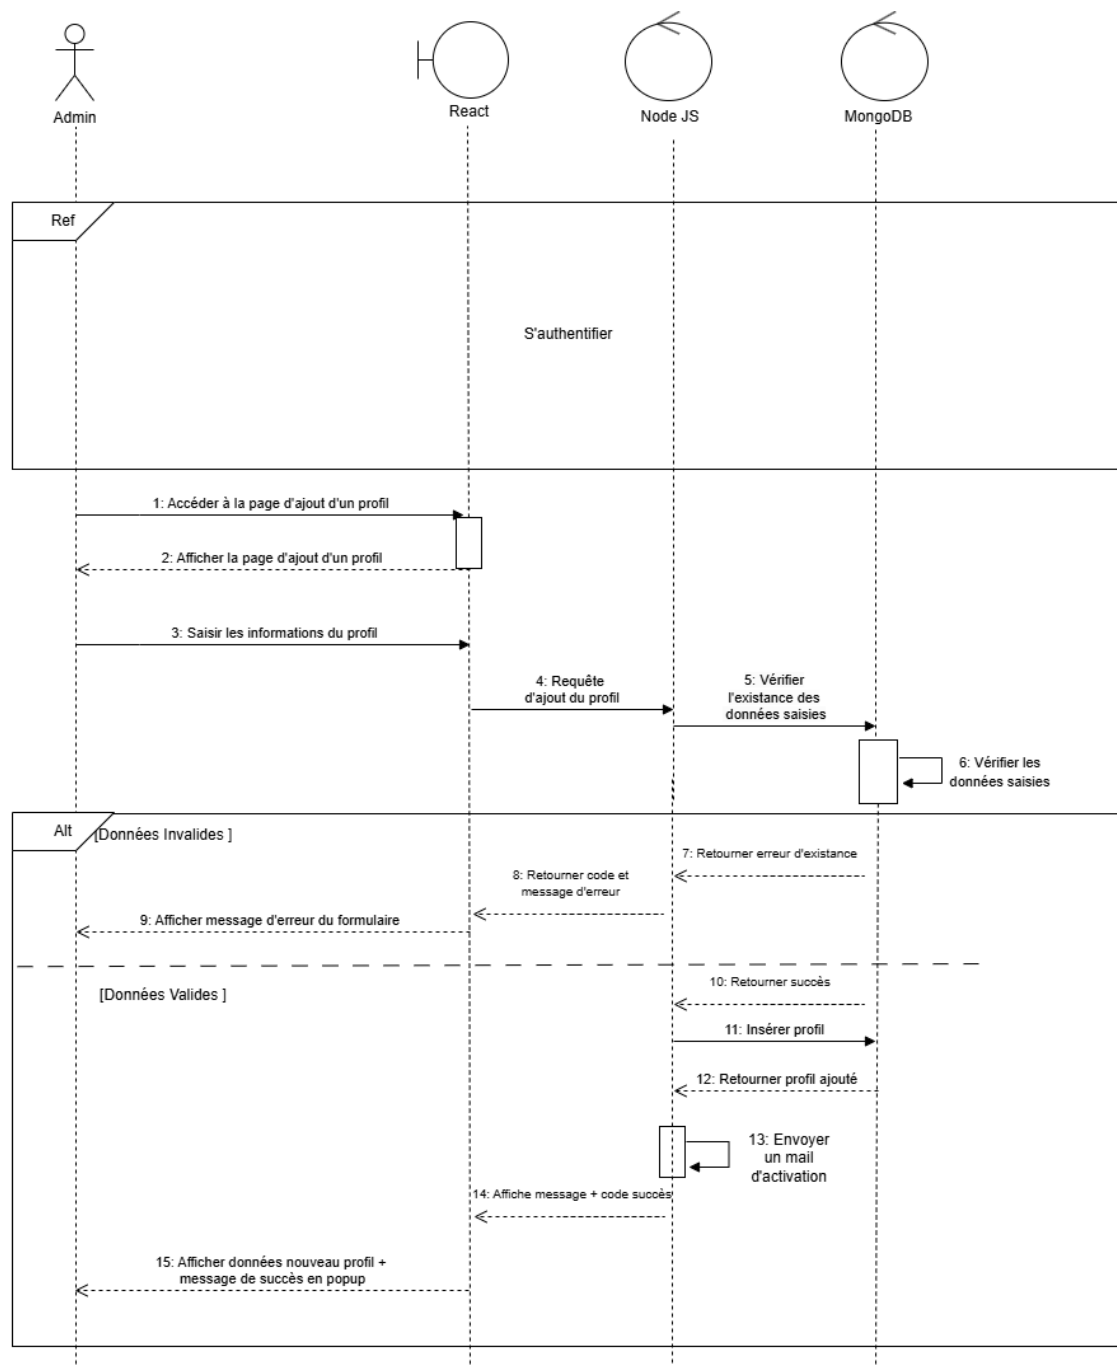 Admin
React
Node JS
MongoDB
Ref
S'authentifier
1: Accéder à la page d'ajout d'un profil
2: Afficher la page d'ajout d'un profil
3: Saisir les informations du profil
4: Requête
d'ajout du profil
5: Vérifier
l'existance des
données saisies
6: Vérifier les
données saisies
Alt
[Données Invalides ]
7: Retourner erreur d'existance
8: Retourner code et
message d'erreur
9: Afficher message d'erreur du formulaire
[Données Valides ]
10: Retourner succès
11: Insérer profil
12: Retourner profil ajouté
13: Envoyer
un mail
d'activation
14: Affiche message + code succès
15: Afficher données nouveau profil +
message de succès en popup